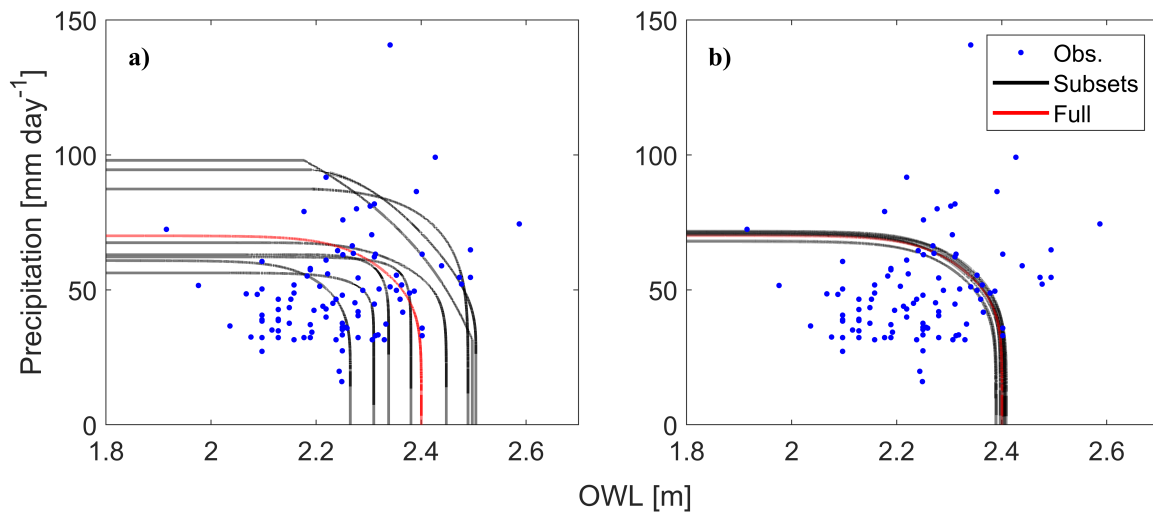 a)
Precipitation [mm day⁻¹]
150
100
50
0
1.8
2
2.2
2.4
2.6
b)
Obs.
Subsets
Full
150
100
50
0
1.8
2
2.2
2.4
2.6
OWL [m]